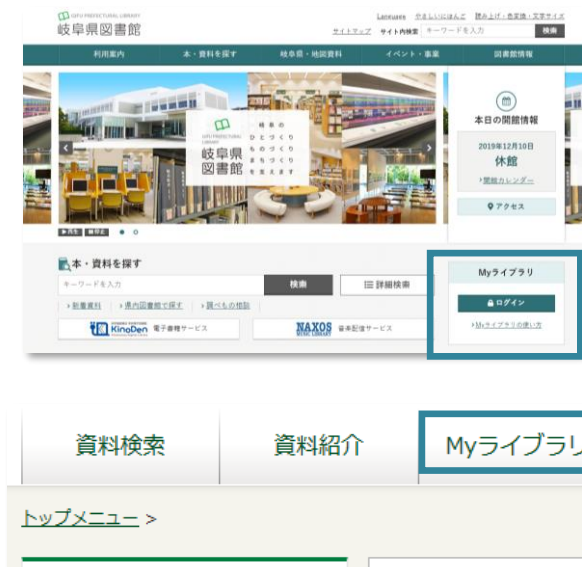 GIFU PREFECTURAL LIBRARY
岐阜県図書館
Languages やさしいにほんご 読み上げ・色変換・文字サイズ
サイトマップ サイト内検索 キーワードを入力 検索
利用案内 本・資料を探す 岐阜県・地図資料 イベント・事業 図書館情報
GIFU PREFECTURAL LIBRARY
岐阜県図書館
岐阜の
ひとづくり
ものづくり
まちづくり
を支えます
本日の開館情報
2019年12月10日
休館
開館カレンダー
アクセス
再生 停止
本・資料を探す
キーワードを入力 検索 詳細検索
新着資料 県内図書館で探す 調べもの相談
KinoDen 電子書籍サービス
NAXOS MUSIC LIBRARY 音楽配信サービス
Myライブラリ
ログイン
Myライブラリの使い方
資料検索 資料紹介 Myライブラリ
トップメニュー >